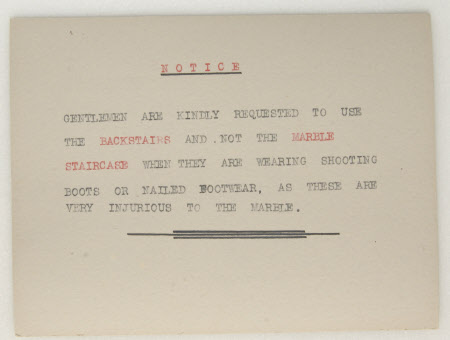 NOTICE
GENTLEMEN ARE KINDLY REQUESTED TO USE
THE BACKSTAIRS AND .NOT THE MARBLE
STAIRCASE WHEN THEY ARE WEARING SHOOTING
BOOTS OR NAILED FOOTWEAR, AS THESE ARE
VERY INJURIOUS TO THE MARBLE.